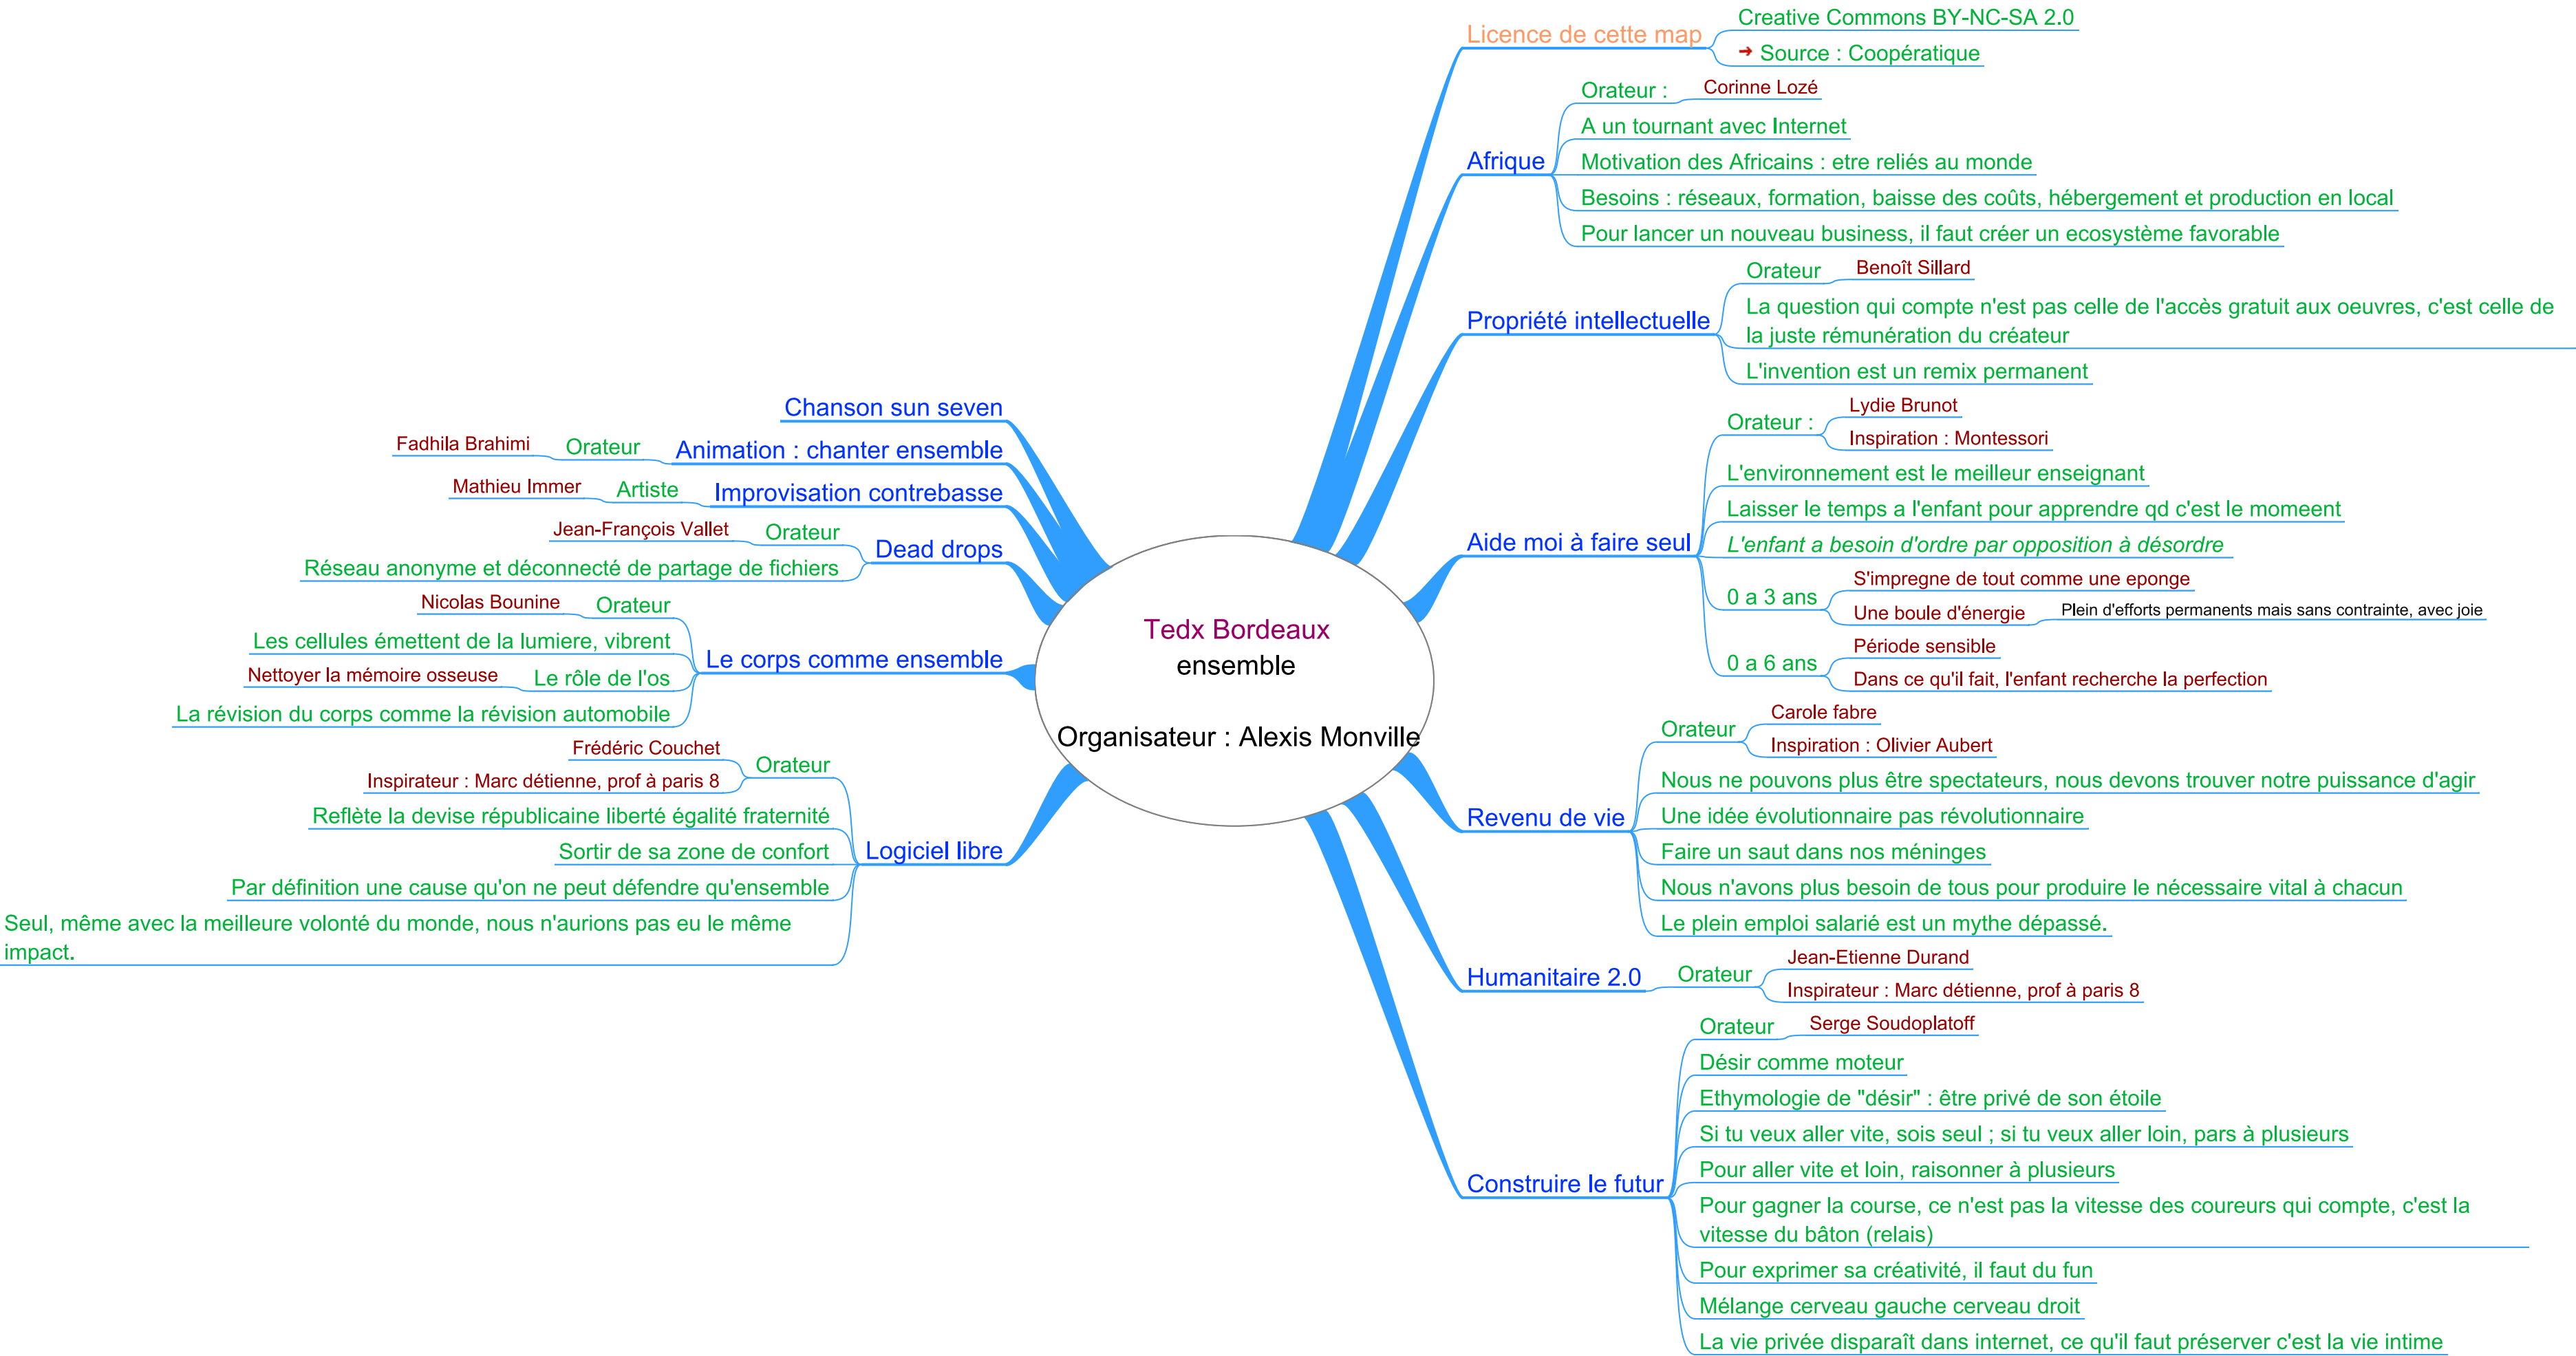 Tedx Bordeaux
ensemble
Organisateur : Alexis Monville
Licence de cette map
Creative Commons BY-NC-SA 2.0
Source : Coopératique
Afrique
Orateur :
Corinne Lozé
A un tournant avec Internet
Motivation des Africains : etre reliés au monde
Besoins : réseaux, formation, baisse des coûts, hébergement et production en local
Pour lancer un nouveau business, il faut créer un ecosystème favorable
Propriété intellectuelle
Orateur
Benoît Sillard
La question qui compte n'est pas celle de l'accès gratuit aux oeuvres, c'est celle de
la juste rémunération du créateur
L'invention est un remix permanent
Aide moi à faire seul
Orateur :
Lydie Brunot
Inspiration : Montessori
L'environnement est le meilleur enseignant
Laisser le temps a l'enfant pour apprendre qd c'est le momeent
L'enfant a besoin d'ordre par opposition à désordre
0 a 3 ans
S'impregne de tout comme une eponge
Une boule d'énergie
Plein d'efforts permanents mais sans contrainte, avec joie
0 a 6 ans
Période sensible
Dans ce qu'il fait, l'enfant recherche la perfection
Revenu de vie
Orateur
Carole fabre
Inspiration : Olivier Aubert
Nous ne pouvons plus être spectateurs, nous devons trouver notre puissance d'agir
Une idée évolutionnaire pas révolutionnaire
Faire un saut dans nos méninges
Nous n'avons plus besoin de tous pour produire le nécessaire vital à chacun
Le plein emploi salarié est un mythe dépassé.
Humanitaire 2.0
Orateur
Jean-Etienne Durand
Inspirateur : Marc détienne, prof à paris 8
Construire le futur
Orateur
Serge Soudoplatoff
Désir comme moteur
Ethymologie de "désir" : être privé de son étoile
Si tu veux aller vite, sois seul ; si tu veux aller loin, pars à plusieurs
Pour aller vite et loin, raisonner à plusieurs
Pour gagner la course, ce n'est pas la vitesse des coureurs qui compte, c'est la
vitesse du bâton (relais)
Pour exprimer sa créativité, il faut du fun
Mélange cerveau gauche cerveau droit
La vie privée disparaît dans internet, ce qu'il faut préserver c'est la vie intime
Chanson sun seven
Animation : chanter ensemble
Orateur
Fadhila Brahimi
Improvisation contrebasse
Artiste
Mathieu Immer
Dead drops
Orateur
Jean-François Vallet
Réseau anonyme et déconnecté de partage de fichiers
Le corps comme ensemble
Orateur
Nicolas Bounine
Les cellules émettent de la lumiere, vibrent
Le rôle de l'os
Nettoyer la mémoire osseuse
La révision du corps comme la révision automobile
Logiciel libre
Orateur
Frédéric Couchet
Inspirateur : Marc détienne, prof à paris 8
Reflète la devise républicaine liberté égalité fraternité
Sortir de sa zone de confort
Par définition une cause qu'on ne peut défendre qu'ensemble
Seul, même avec la meilleure volonté du monde, nous n'aurions pas eu le même
impact.